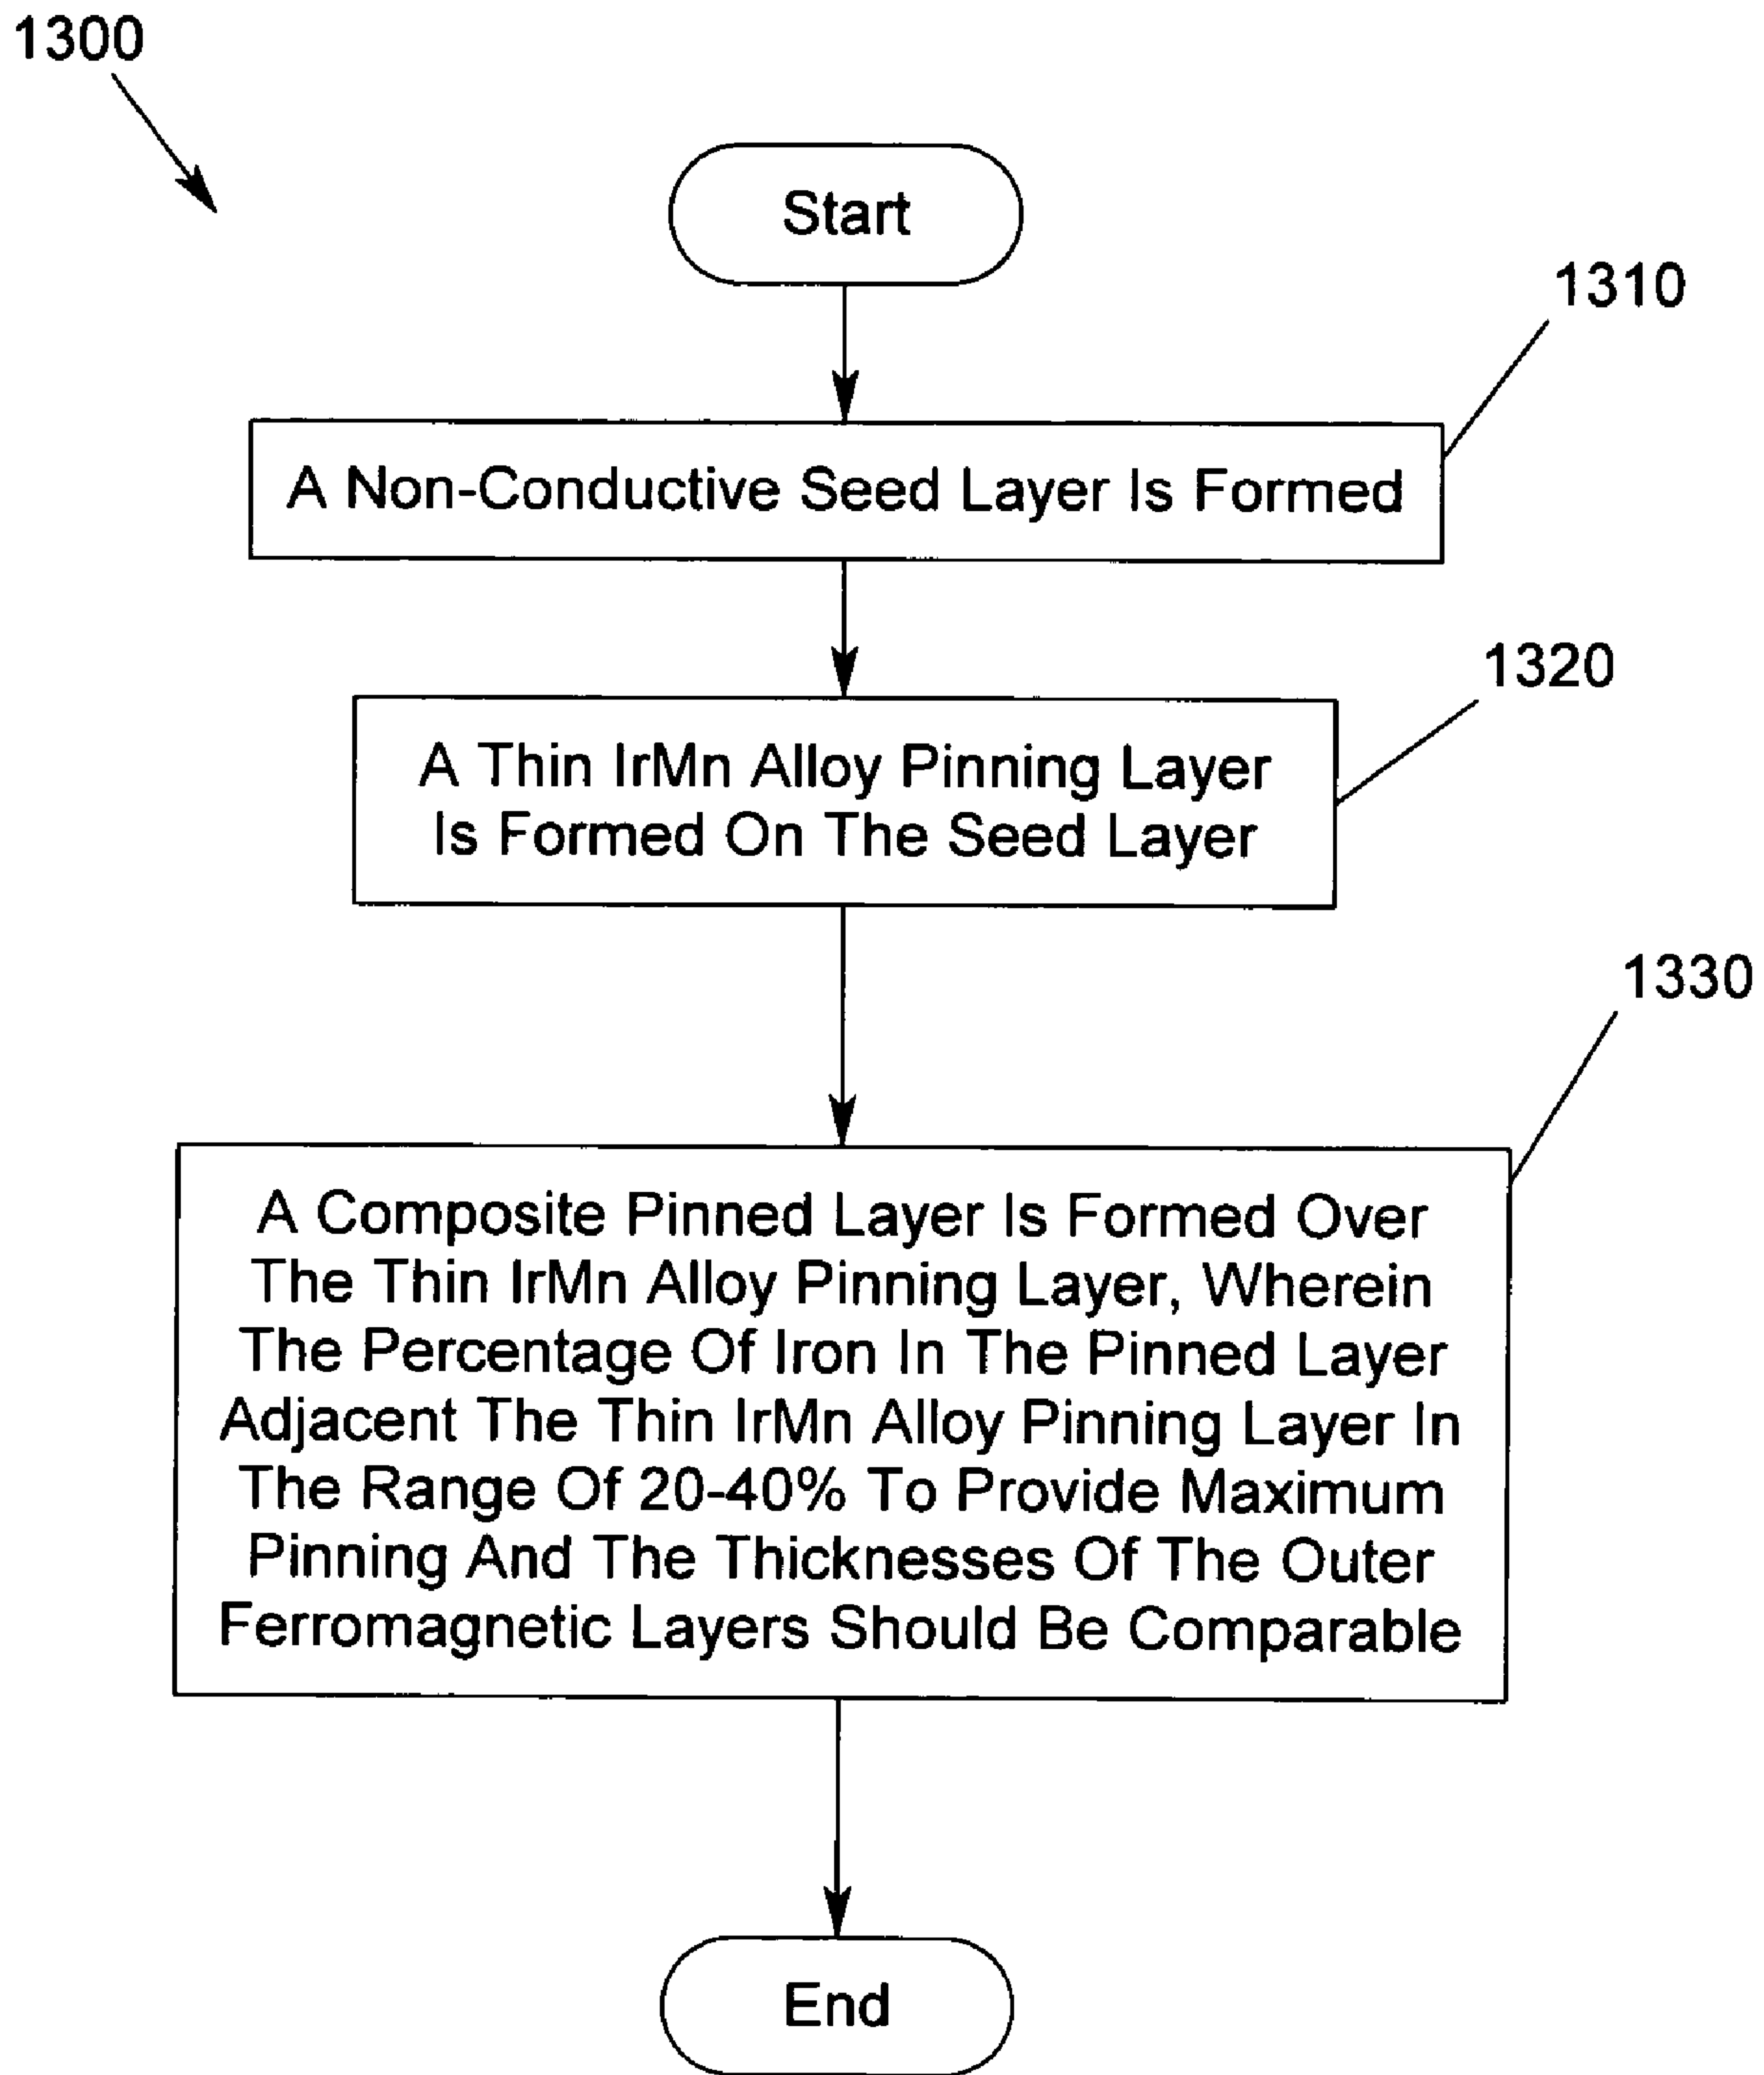 1300
Start
1310
A Non-Conductive Seed Layer Is Formed
1320
A Thin IrMn Alloy Pinning Layer
Is Formed On The Seed Layer
1330
A Composite Pinned Layer Is Formed Over
The Thin IrMn Alloy Pinning Layer, Wherein
The Percentage Of Iron In The Pinned Layer
Adjacent The Thin IrMn Alloy Pinning Layer In
The Range Of 20-40% To Provide Maximum
Pinning And The Thicknesses Of The Outer
Ferromagnetic Layers Should Be Comparable
End